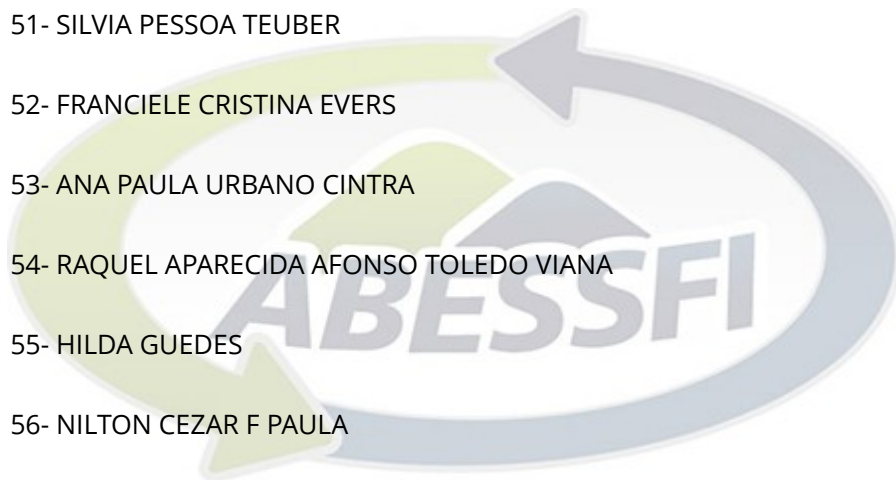 51- SILVIA PESSOA TEUBER
52- FRANCIELE CRISTINA EVERS
53- ANA PAULA URBANO CINTRA
54- RAQUEL APARECIDA AFONSO TOLEDO VIANA
ABESSFI
55- HILDA GUEDES
56- NILTON CEZAR F PAULA